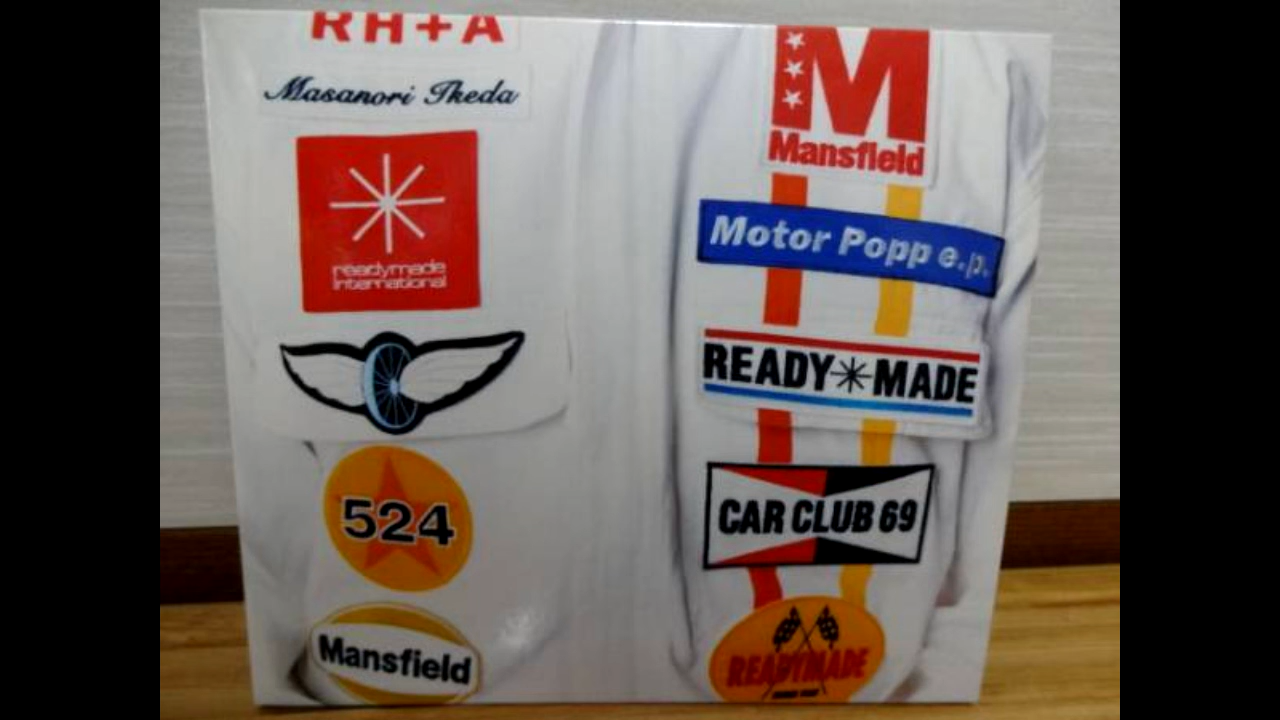 RH+A
Masanori Ikeda
readymade
international
524
Mansfield
M
Mansfield
Motor Popp e.p.
READY MADE
CAR CLUB 69
READYMADE